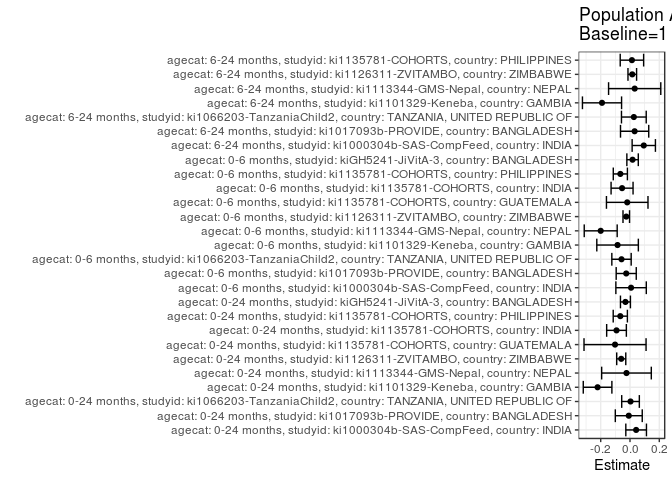 Population A
Baseline=1
agecat: 6-24 months, studyid: ki1135781-COHORTS, country: PHILIPPINES
agecat: 6-24 months, studyid: ki1126311-ZVITAMBO, country: ZIMBABWE
agecat: 6-24 months, studyid: ki1113344-GMS-Nepal, country: NEPAL
agecat: 6-24 months, studyid: ki1101329-Keneba, country: GAMBIA
agecat: 6-24 months, studyid: ki1066203-TanzaniaChild2, country: TANZANIA, UNITED REPUBLIC OF
agecat: 6-24 months, studyid: ki1017093b-PROVIDE, country: BANGLADESH
agecat: 6-24 months, studyid: ki1000304b-SAS-CompFeed, country: INDIA
agecat: 0-6 months, studyid: kiGH5241-JiVitA-3, country: BANGLADESH
agecat: 0-6 months, studyid: ki1135781-COHORTS, country: PHILIPPINES
agecat: 0-6 months, studyid: ki1135781-COHORTS, country: INDIA
agecat: 0-6 months, studyid: ki1135781-COHORTS, country: GUATEMALA
agecat: 0-6 months, studyid: ki1126311-ZVITAMBO, country: ZIMBABWE
agecat: 0-6 months, studyid: ki1113344-GMS-Nepal, country: NEPAL
agecat: 0-6 months, studyid: ki1101329-Keneba, country: GAMBIA
agecat: 0-6 months, studyid: ki1066203-TanzaniaChild2, country: TANZANIA, UNITED REPUBLIC OF
agecat: 0-6 months, studyid: ki1017093b-PROVIDE, country: BANGLADESH
agecat: 0-6 months, studyid: ki1000304b-SAS-CompFeed, country: INDIA
agecat: 0-24 months, studyid: kiGH5241-JiVitA-3, country: BANGLADESH
agecat: 0-24 months, studyid: ki1135781-COHORTS, country: PHILIPPINES
agecat: 0-24 months, studyid: ki1135781-COHORTS, country: INDIA
agecat: 0-24 months, studyid: ki1135781-COHORTS, country: GUATEMALA
agecat: 0-24 months, studyid: ki1126311-ZVITAMBO, country: ZIMBABWE
agecat: 0-24 months, studyid: ki1113344-GMS-Nepal, country: NEPAL
agecat: 0-24 months, studyid: ki1101329-Keneba, country: GAMBIA
agecat: 0-24 months, studyid: ki1066203-TanzaniaChild2, country: TANZANIA, UNITED REPUBLIC OF
agecat: 0-24 months, studyid: ki1017093b-PROVIDE, country: BANGLADESH
agecat: 0-24 months, studyid: ki1000304b-SAS-CompFeed, country: INDIA
-0.2 0.0 0.2
Estimate